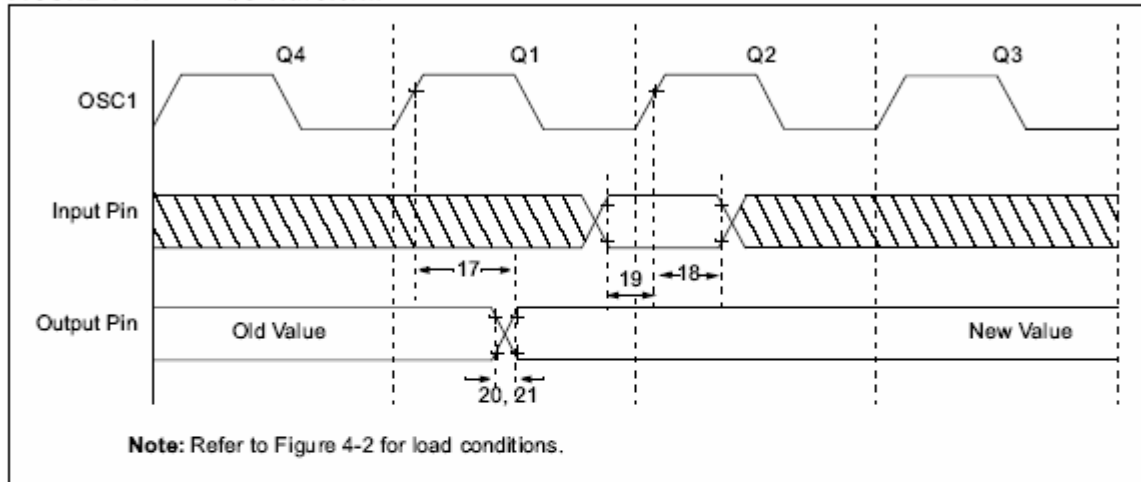 Q4 Q1 Q2 Q3
OSC1
Input Pin
17 19 18
Output Pin
Old Value New Value
20, 21
Note: Refer to Figure 4-2 for load conditions.